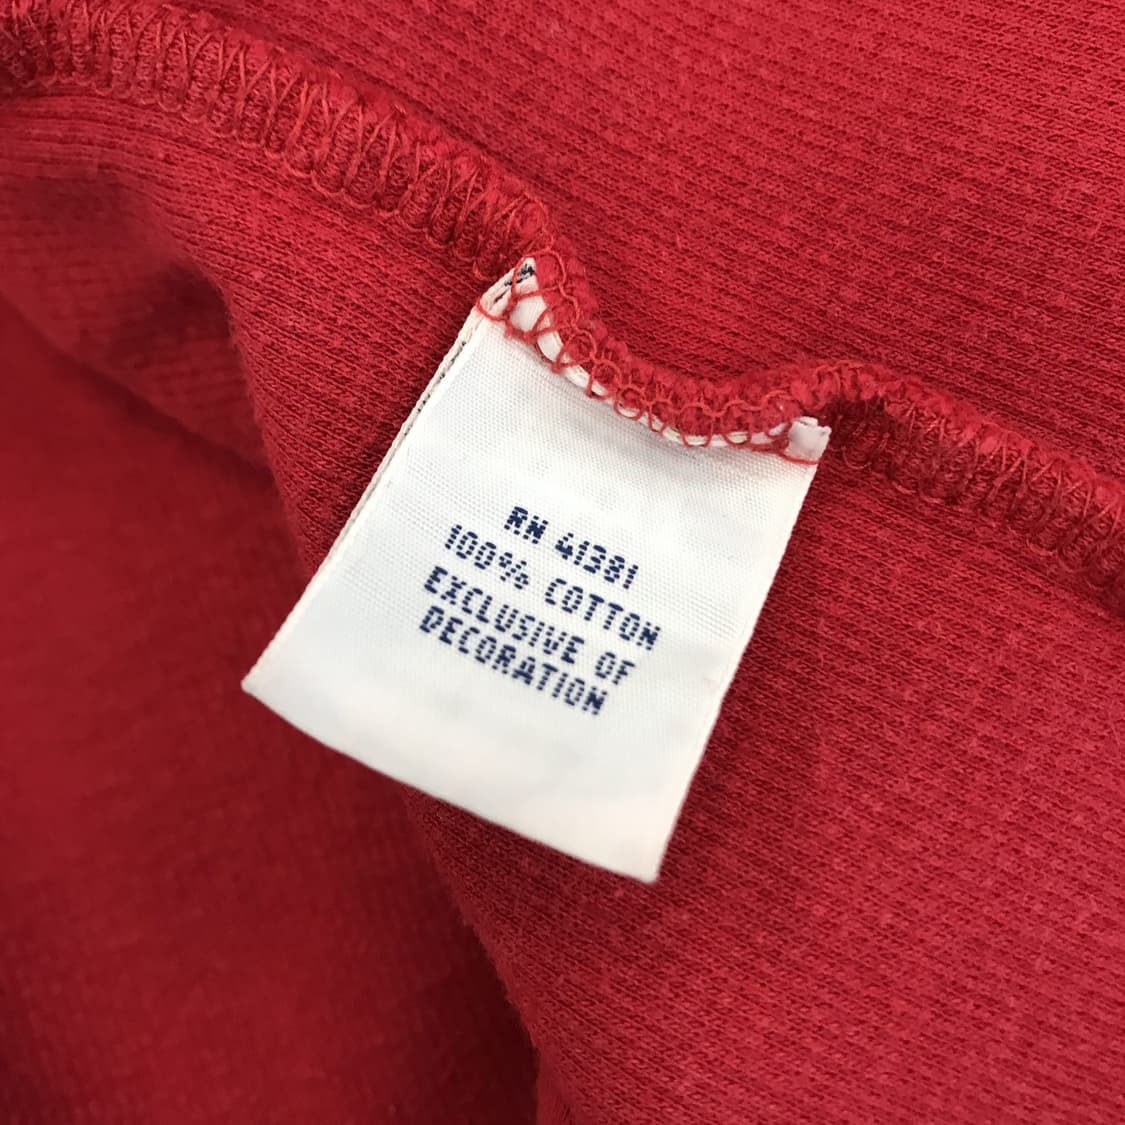 RN 41381
100% COTTON
EXCLUSIVE OF
DECORATION